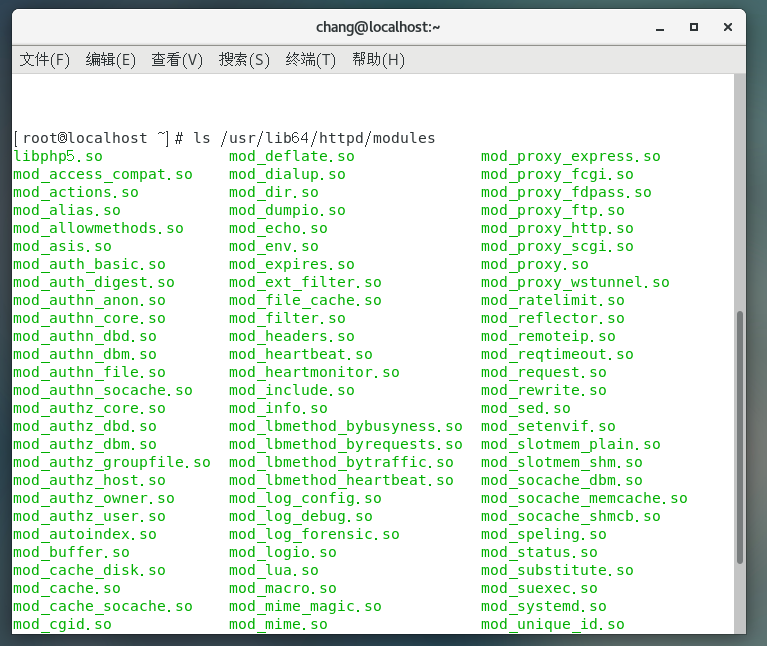 chang@localhost:~
文件(F) 编辑(E) 查看(V) 搜索(S) 终端(T) 帮助(H)
[root@localhost ~]# ls /usr/lib64/httpd/modules
libphp5.so mod_deflate.so mod_proxy_express.so
mod_access_compat.so mod_dialup.so mod_proxy_fcgi.so
mod_actions.so mod_dir.so mod_proxy_fdpass.so
mod_alias.so mod_dumpio.so mod_proxy_ftp.so
mod_allowmethods.so mod_echo.so mod_proxy_http.so
mod_asis.so mod_env.so mod_proxy_scgi.so
mod_auth_basic.so mod_expires.so mod_proxy.so
mod_auth_digest.so mod_ext_filter.so mod_proxy_wstunnel.so
mod_authn_anon.so mod_file_cache.so mod_ratelimit.so
mod_authn_core.so mod_filter.so mod_reflector.so
mod_authn_dbd.so mod_headers.so mod_remoteip.so
mod_authn_dbm.so mod_heartbeat.so mod_reqtimeout.so
mod_authn_file.so mod_heartmonitor.so mod_request.so
mod_authn_socache.so mod_include.so mod_rewrite.so
mod_authz_core.so mod_info.so mod_sed.so
mod_authz_dbd.so mod_lbmethod_bybusyness.so mod_setenvif.so
mod_authz_dbm.so mod_lbmethod_byrequests.so mod_slotmem_plain.so
mod_authz_groupfile.so mod_lbmethod_bytraffic.so mod_slotmem_shm.so
mod_authz_host.so mod_lbmethod_heartbeat.so mod_socache_dbm.so
mod_authz_owner.so mod_log_config.so mod_socache_memcache.so
mod_authz_user.so mod_log_debug.so mod_socache_shmcb.so
mod_autoindex.so mod_log_forensic.so mod_speling.so
mod_buffer.so mod_logio.so mod_status.so
mod_cache_disk.so mod_lua.so mod_substitute.so
mod_cache.so mod_macro.so mod_suexec.so
mod_cache_socache.so mod_mime_magic.so mod_systemd.so
mod_cgid.so mod_mime.so mod_unique_id.so